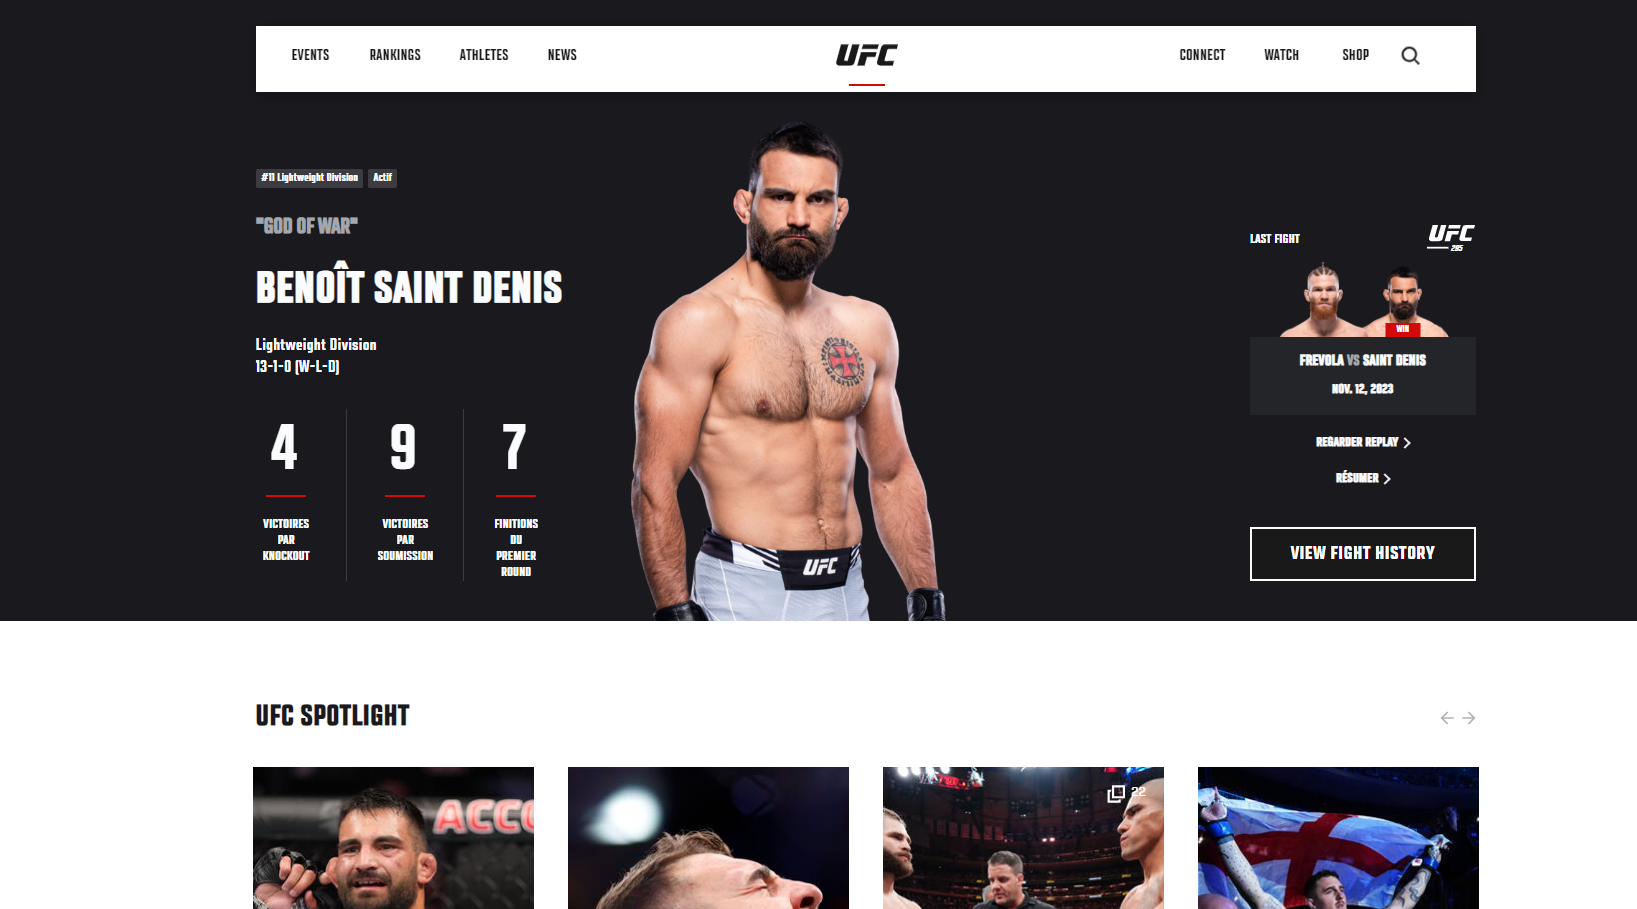 EVENTS RANKINGS ATHLETES NEWS UFC CONNECT WATCH SHOP
#11 Lightweight Division Actif
"GOD OF WAR"
BENOÎT SAINT DENIS
Lightweight Division
13-1-0 (W-L-D)
4
VICTOIRES
PAR
KNOCKOUT
9
VICTOIRES
PAR
SOUMISSION
7
FINITIONS
DU
PREMIER
ROUND
UFC
LAST FIGHT
UFC
295
WIN
FREVOLA VS SAINT DENIS
NOV. 12, 2023
REGARDER REPLAY
RÉSUMER
VIEW FIGHT HISTORY
UFC SPOTLIGHT
ACCO
22